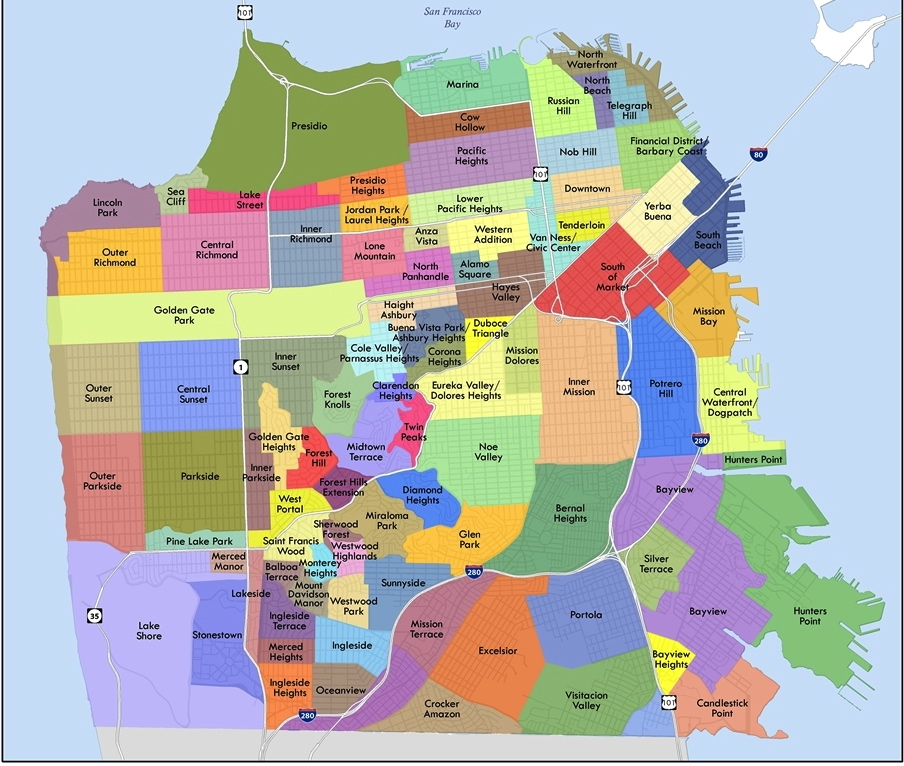 San Francisco
Bay
101
North
Waterfront
Marina
North
Beach
Russian
Hill
Telegraph
Hill
Presidio
Cow
Hollow
Financial District/
Barbary Coast
Pacific
Heights
Nob Hill
80
101
Sea
Cliff
Lake
Street
Presidio
Heights
Downtown
Lincoln
Park
Jordan Park /
Laurel Heights
Lower
Pacific Heights
Yerba
Buena
Inner
Richmond
Anza
Vista
Western
Addition
Tenderloin
Van Ness/
Civic Center
South
Beach
Outer
Richmond
Central
Richmond
Lone
Mountain
North
Panhandle
Alamo
Square
South
of
Market
Hayes
Valley
Golden Gate
Park
Haight
Ashbury
Mission
Bay
Buena Vista Park/
Ashbury Heights
Duboce
Triangle
Cole Valley/
Parnassus Heights
Corona
Heights
Mission
Dolores
Inner
Sunset
1
Outer
Sunset
Central
Sunset
Forest
Knolls
Clarendon
Heights
Eureka Valley/
Dolores Heights
Inner
Mission
101
Potrero
Hill
Central
Waterfront/
Dogpatch
Twin
Peaks
Golden Gate
Heights
Midtown
Terrace
Noe
Valley
280
Forest
Hill
Hunters Point
Outer
Parkside
Parkside
Inner
Parkside
Forest Hills
Extension
Diamond
Heights
Bayview
West
Portal
Miraloma
Park
Bernal
Heights
Sherwood
Forest
Glen
Park
Pine Lake Park
Saint Francis
Wood
Westwood
Highlands
Merced
Manor
Balboa
Terrace
Monterey
Heights
280
Silver
Terrace
Sunnyside
Lakeside
Mount
Davidson
Manor
Westwood
Park
35
Lake
Shore
Stonestown
Ingleside
Terrace
Mission
Terrace
Portola
Bayview
Hunters
Point
Merced
Heights
Ingleside
Excelsior
Bayview
Heights
Ingleside
Heights
Oceanview
Visitacion
Valley
101
Candlestick
Point
Crocker
Amazon
280